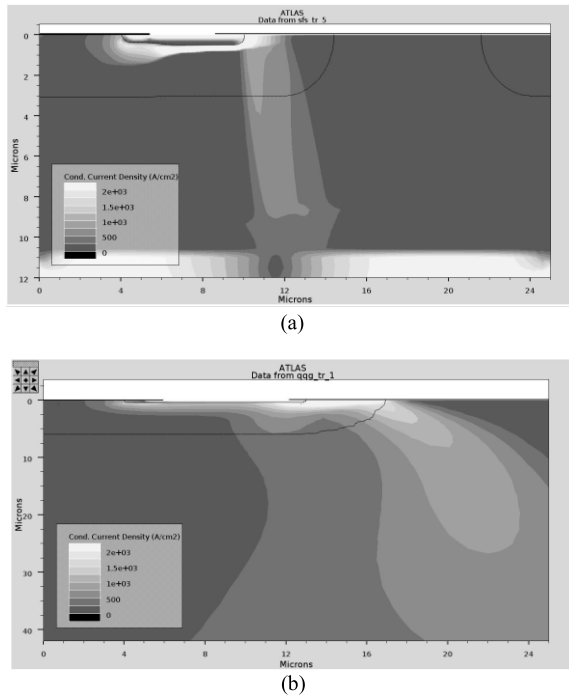 ATLAS
Data from sfs_tr_5
0
2
4
6
8
10
12
Microns
Cond. Current Density (A/cm2)
2e+03
1.5e+03
1e+03
500
0
0 4 8 12 16 20 24
Microns
(a)
ATLAS
Data from qqg_tr_1
0
10
20
30
40
Microns
Cond. Current Density (A/cm2)
2e+03
1.5e+03
1e+03
500
0
0 4 8 12 16 20 24
Microns
(b)